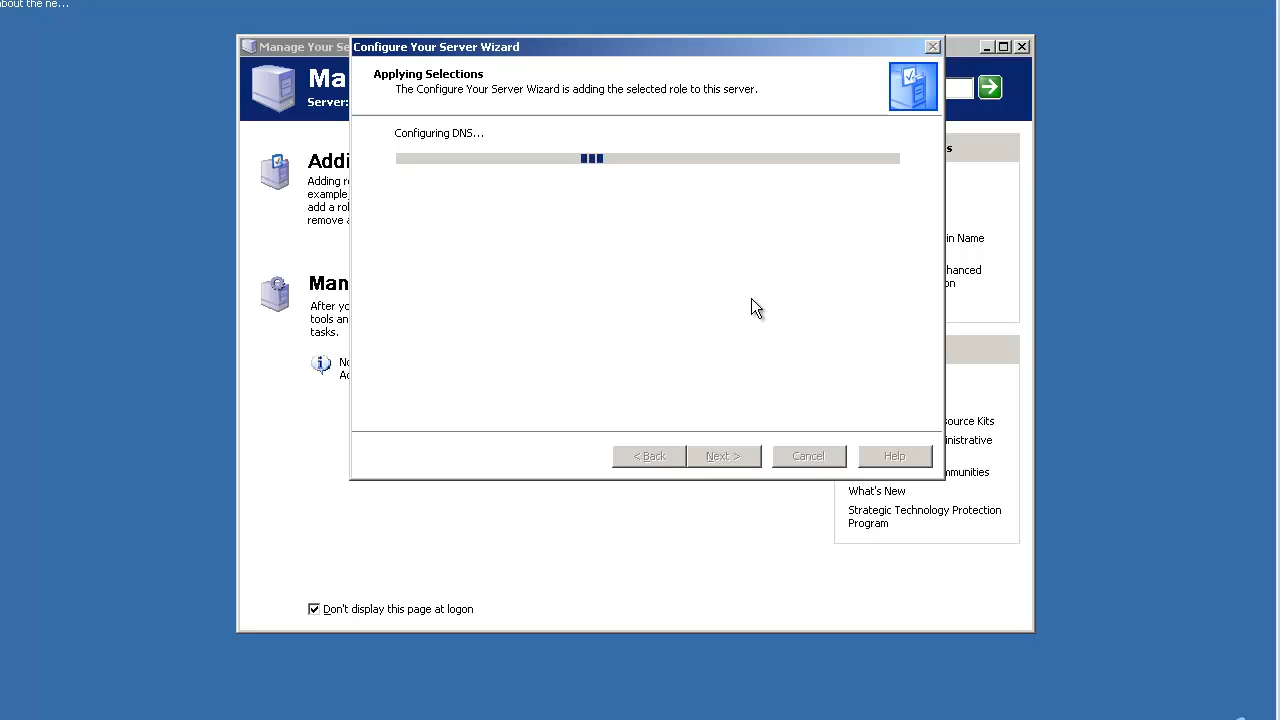 about the ne...
Manage Your Se
Configure Your Server Wizard
Ma
Server:
Applying Selections
The Configure Your Server Wizard is adding the selected role to this server.
Configuring DNS...
Addi
Adding r
example,
add a rol
remove a
Man
After yo
tools an
tasks.
No
Ac
s
in Name
hanced
on
source Kits
ministrative
mmunities
What's New
Strategic Technology Protection
Program
< Back
Next >
Cancel
Help
Don't display this page at logon